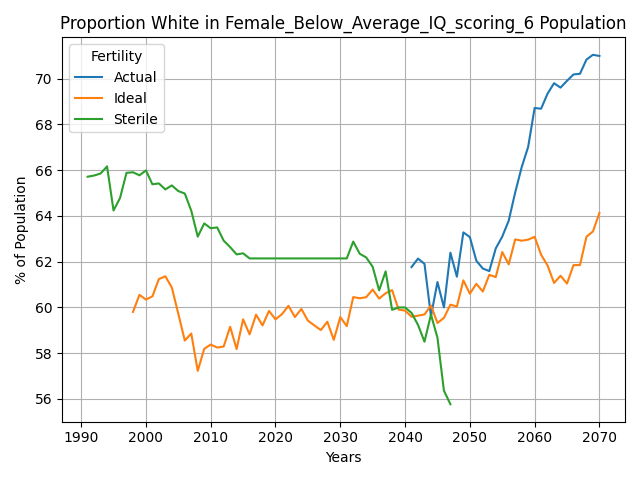 Proportion White in Female_Below_Average_IQ_scoring_6 Population
Fertility
Actual
Ideal
Sterile
% of Population
70
68
66
64
62
60
58
56
1990
2000
2010
2020
2030
2040
2050
2060
2070
Years